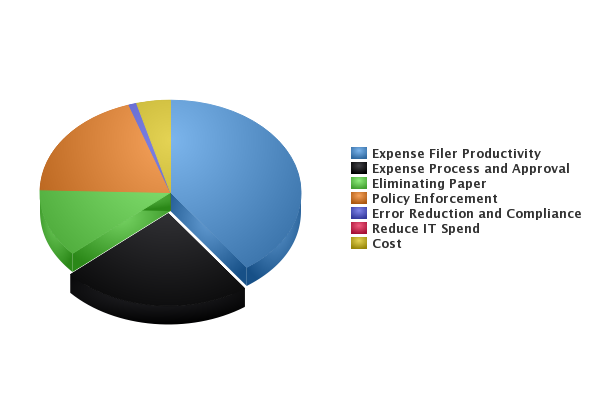 Expense Filer Productivity
Expense Process and Approval
Eliminating Paper
Policy Enforcement
Error Reduction and Compliance
Reduce IT Spend
Cost